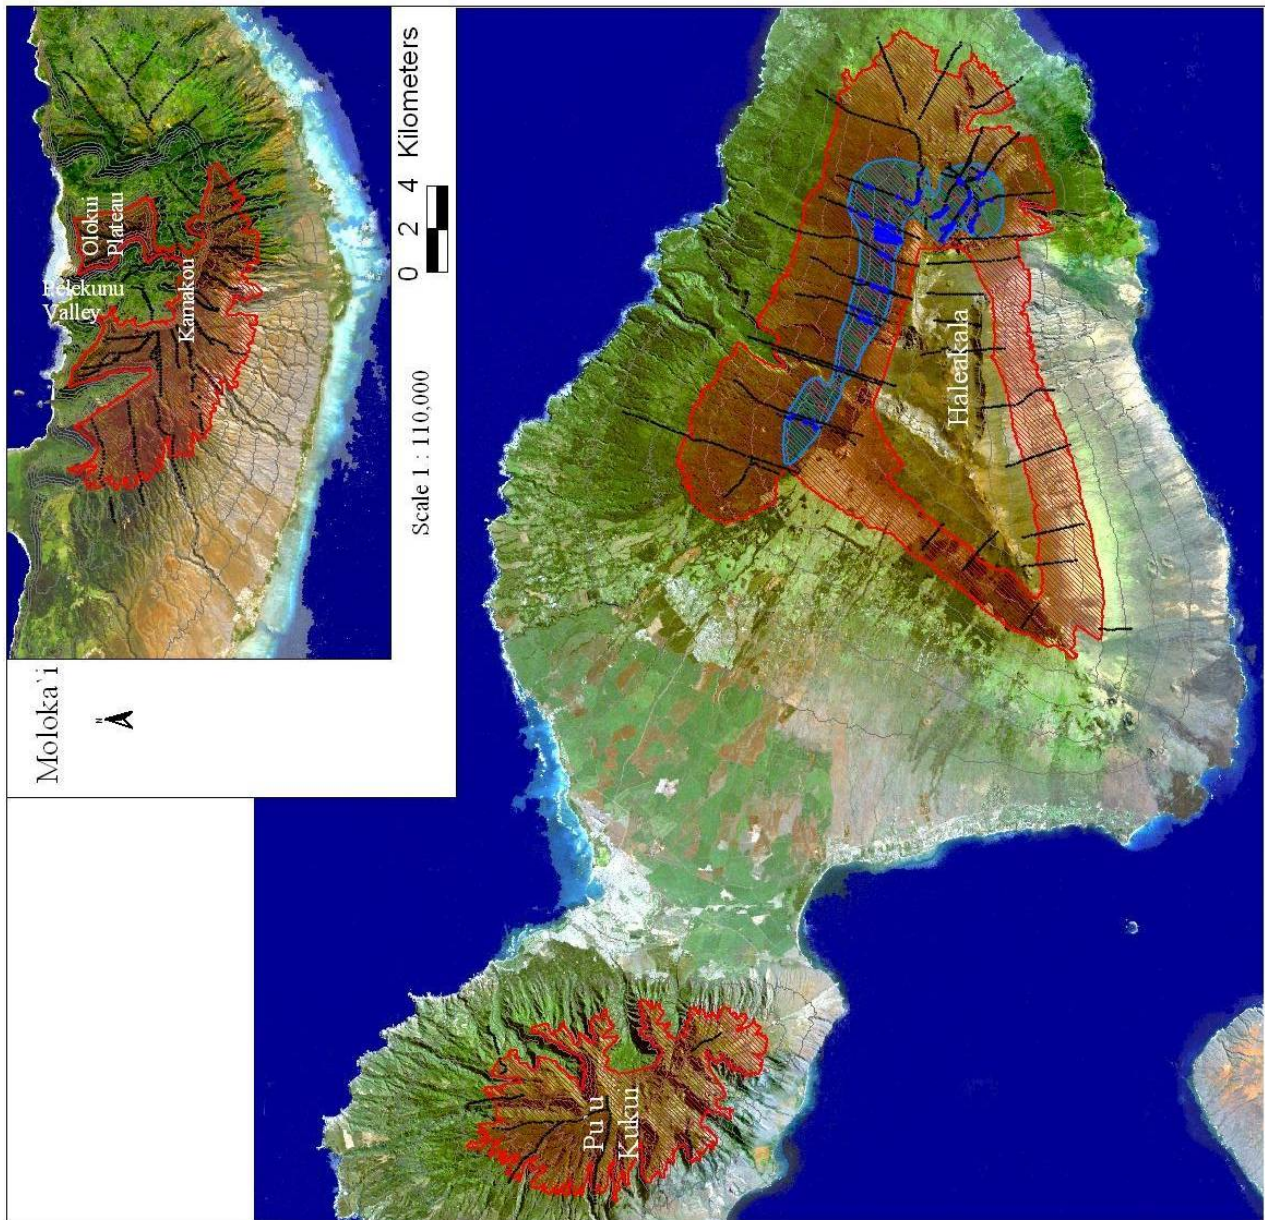 Oloku'i
Plateau
Pelekunu
Valley
Kamakou
0 2 4 Kilometers
Scale 1 : 110,000
Moloka`i
N
Haleakala
Pu'u
Kukui